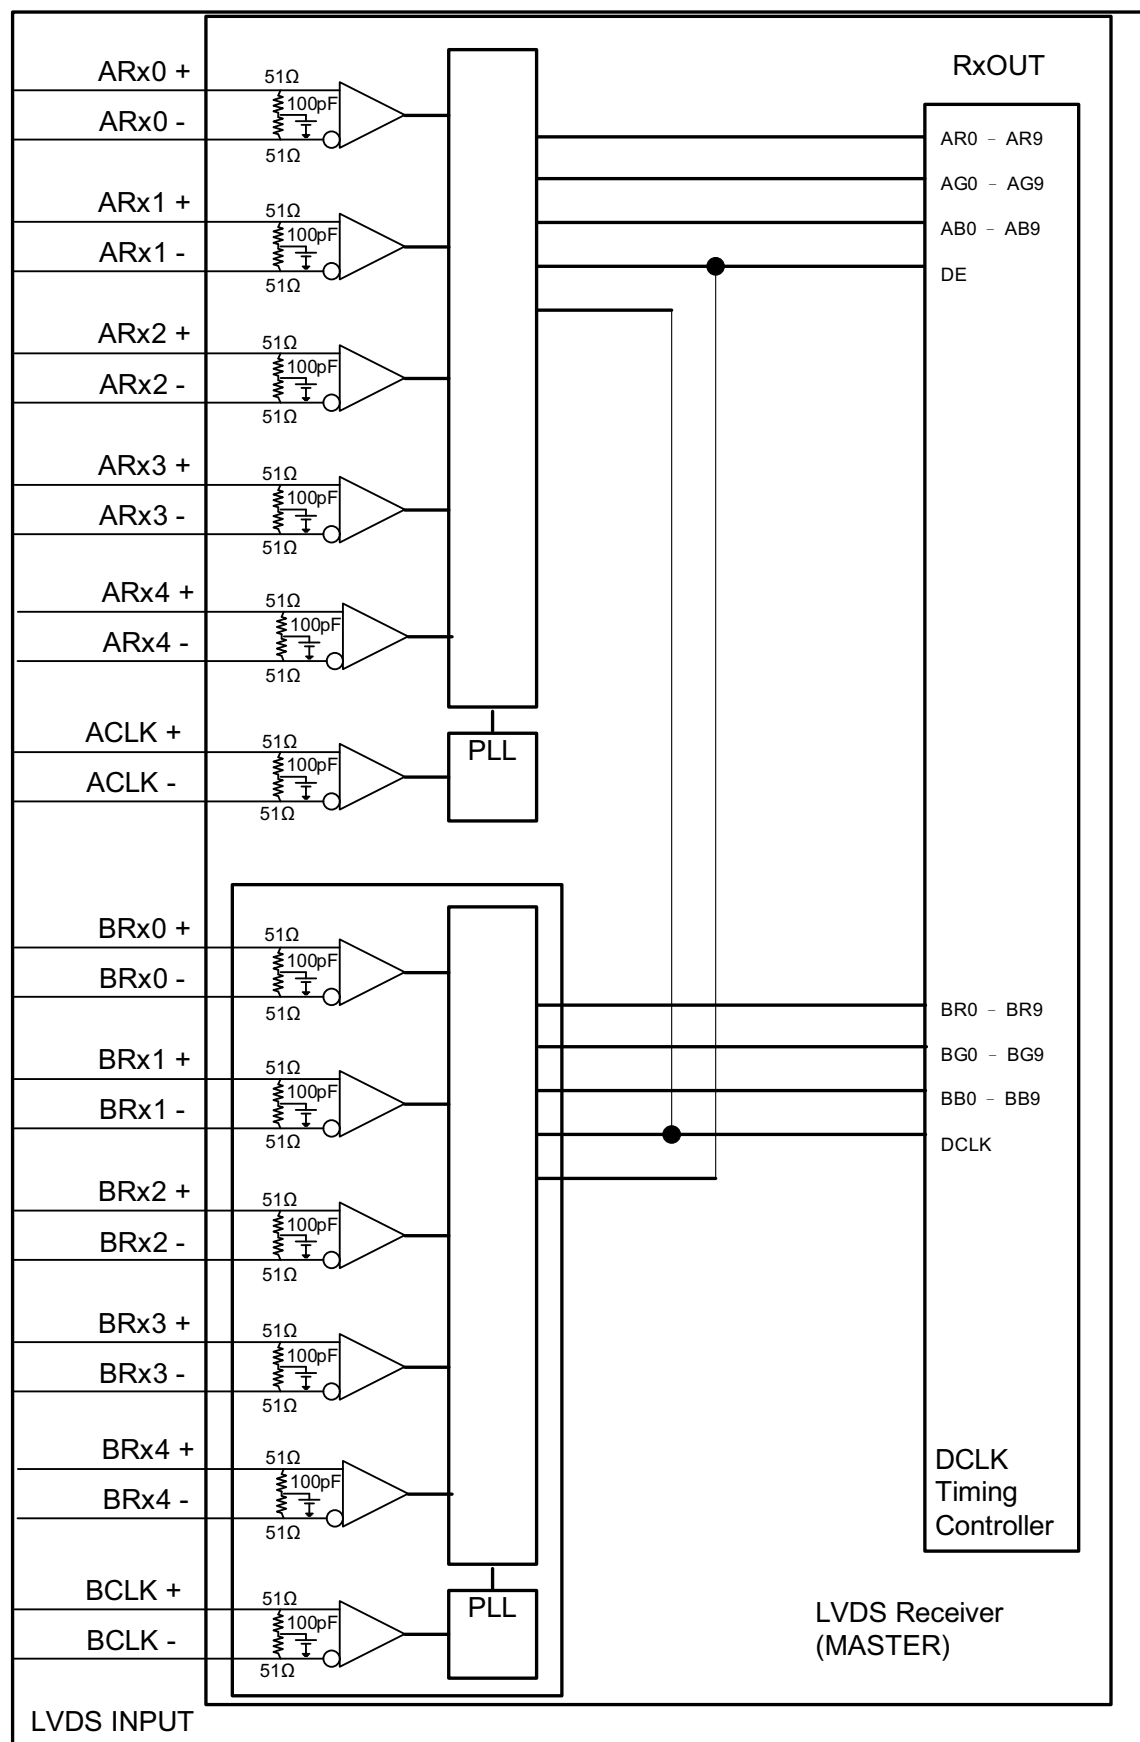 RxOUT
ARx0 +
51Ω
100pF
ARx0 -
51Ω
AR0 - AR9
AG0 - AG9
ARx1 +
51Ω
100pF
ARx1 -
51Ω
AB0 - AB9
DE
ARx2 +
51Ω
100pF
ARx2 -
51Ω
ARx3 +
51Ω
100pF
ARx3 -
51Ω
ARx4 +
51Ω
100pF
ARx4 -
51Ω
ACLK +
51Ω
100pF
ACLK -
51Ω
PLL
BRx0 +
51Ω
100pF
BRx0 -
51Ω
BR0 - BR9
BG0 - BG9
BRx1 +
51Ω
100pF
BRx1 -
51Ω
BB0 - BB9
DCLK
BRx2 +
51Ω
100pF
BRx2 -
51Ω
BRx3 +
51Ω
100pF
BRx3 -
51Ω
BRx4 +
51Ω
100pF
BRx4 -
51Ω
DCLK
Timing
Controller
BCLK +
51Ω
100pF
BCLK -
51Ω
PLL
LVDS Receiver
(MASTER)
LVDS INPUT